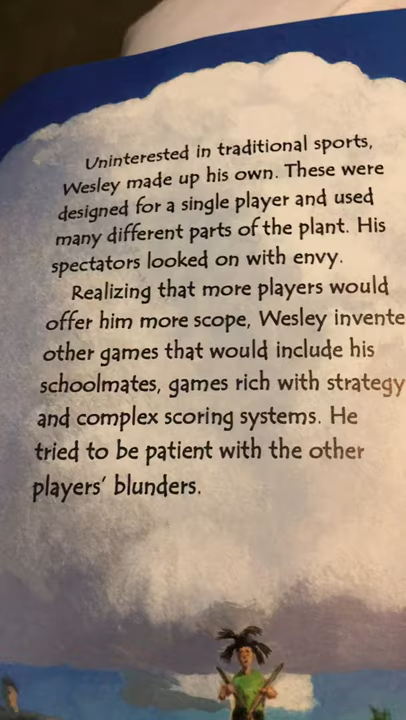 Uninterested in traditional sports,
Wesley made up his own. These were
designed for a single player and used
many different parts of the plant. His
spectators looked on with envy.
Realizing that more players would
offer him more scope, Wesley invente
other games that would include his
schoolmates, games rich with strategy
and complex scoring systems. He
tried to be patient with the other
players' blunders.